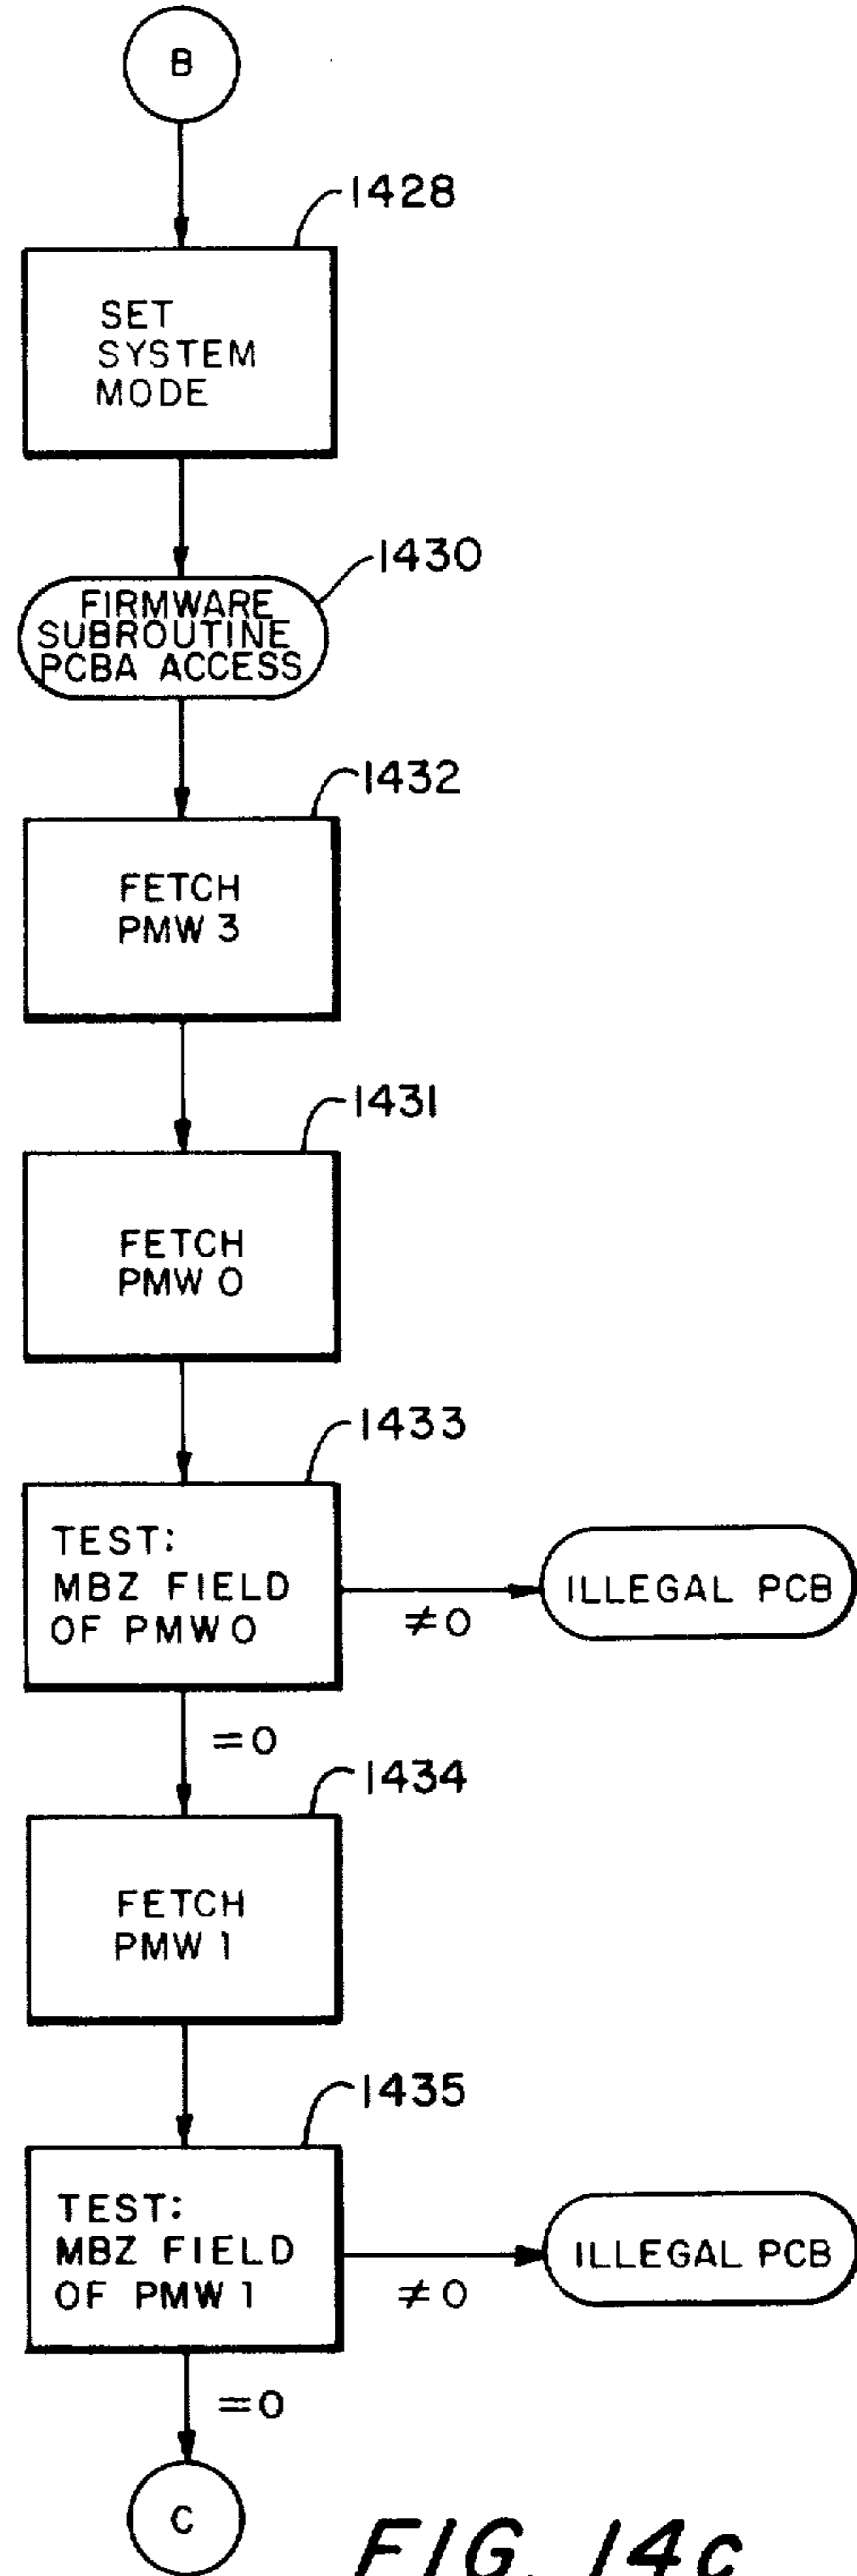 B
1428
SET
SYSTEM
MODE
1430
FIRMWARE
SUBROUTINE
PCBA ACCESS
1432
FETCH
PMW 3
1431
FETCH
PMW 0
1433
TEST:
MBZ FIELD
OF PMW 0
≠0
ILLEGAL PCB
=0
1434
FETCH
PMW 1
1435
TEST:
MBZ FIELD
OF PMW 1
≠0
ILLEGAL PCB
=0
C
FIG. 14c